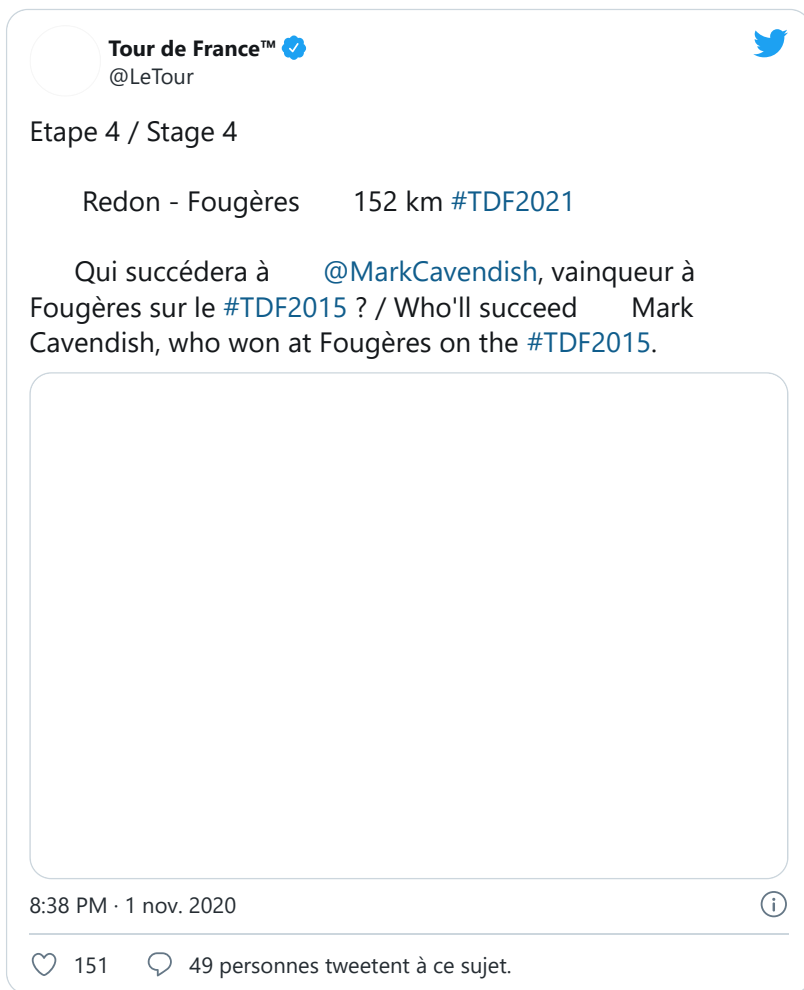 Tour de France™
@LeTour
Etape 4 / Stage 4
Redon - Fougères 152 km #TDF2021
Qui succédera à @MarkCavendish, vainqueur à
Fougères sur le #TDF2015 ? / Who'll succeed Mark
Cavendish, who won at Fougères on the #TDF2015.
8:38 PM · 1 nov. 2020
151 49 personnes tweetent à ce sujet.